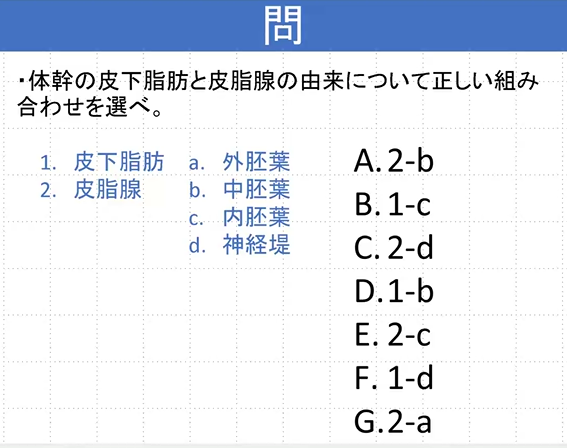 問
・体幹の皮下脂肪と皮脂腺の由来について正しい組み
合わせを選べ。
1. 皮下脂肪
2. 皮脂腺
a. 外胚葉
b. 中胚葉
c. 内胚葉
d. 神経堤
A. 2-b
B. 1-c
C. 2-d
D. 1-b
E. 2-c
F. 1-d
G. 2-a